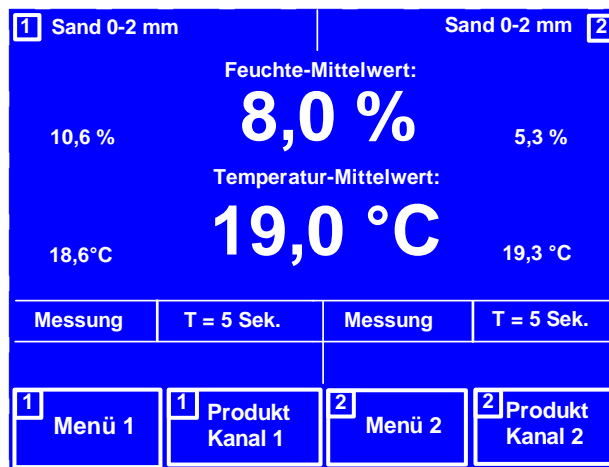 1 Sand 0-2 mm Sand 0-2 mm 2
Feuchte-Mittelwert:
8,0 %
10,6 % 5,3 %
Temperatur-Mittelwert:
19,0 °C
18,6°C 19,3 °C
Messung T = 5 Sek. Messung T = 5 Sek.
1 Menü 1
1 Produkt
Kanal 1
2 Menü 2
2 Produkt
Kanal 2